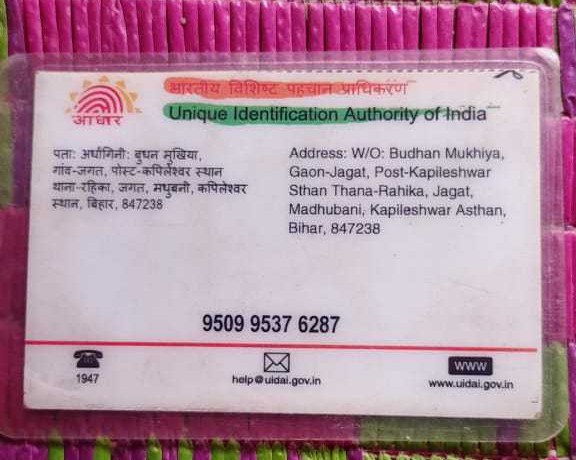 भारतीय विशिष्ट पहचान प्राधिकरण
Unique Identification Authority of India
आधार
पता: अर्धांगिनी: बुधन मुखिया,
गांव-जगत, पोस्ट-कपिलेश्वर स्थान
थाना-रहिका, जगत, मधुबनी, कपिलेश्वर
स्थान, बिहार, 847238
Address: W/O: Budhan Mukhiya,
Gaon-Jagat, Post-Kapileshwar
Sthan Thana-Rahika, Jagat,
Madhubani, Kapileshwar Asthan,
Bihar, 847238
9509 9537 6287
1947
help@uidai.gov.in
WWW
www.uidai.gov.in